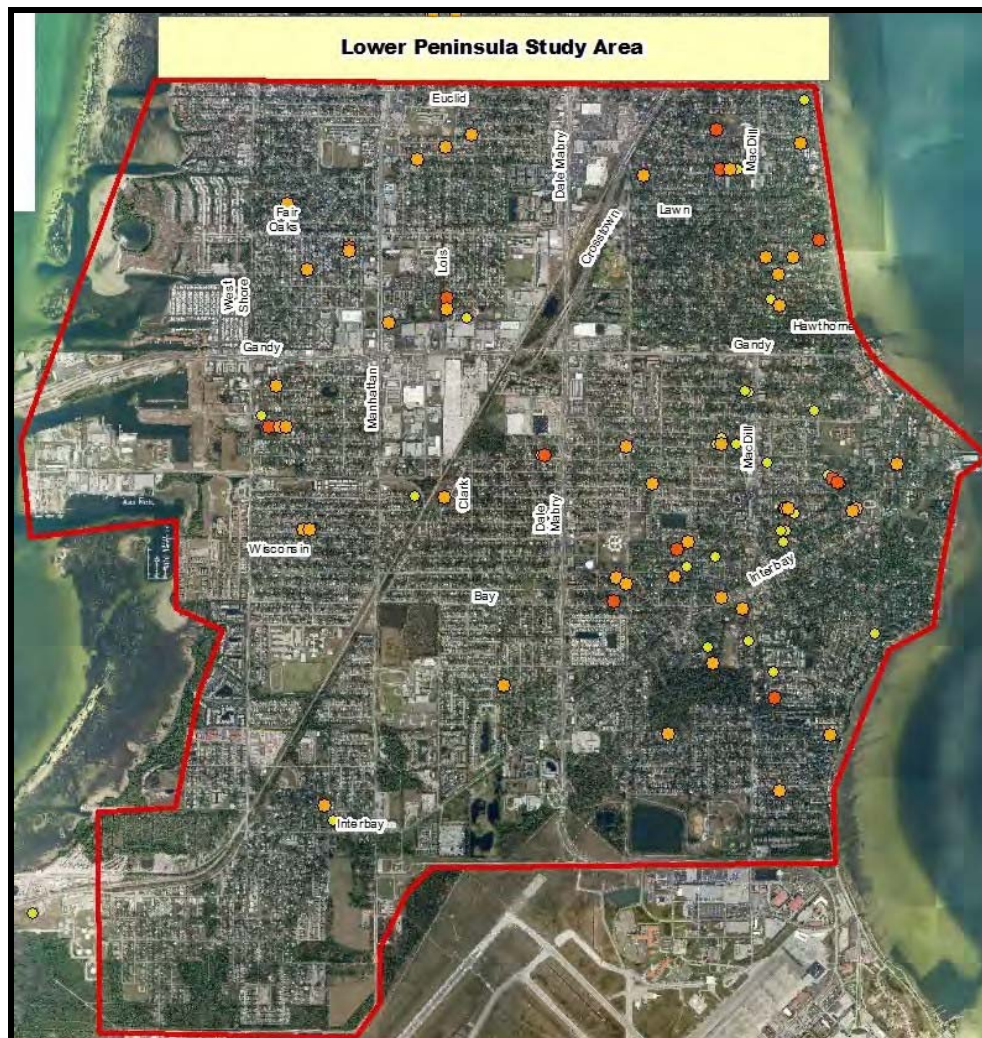 Lower Peninsula Study Area
Euclid
Dale Mabry
MacDill
Crosstown
Lawn
Fair
Oaks
Lois
West
Shore
Hawthorne
Gandy
Gandy
Manhattan
MacDill
Clark
Dale
Mabry
Wisconsin
Interbay
Bay
Interbay